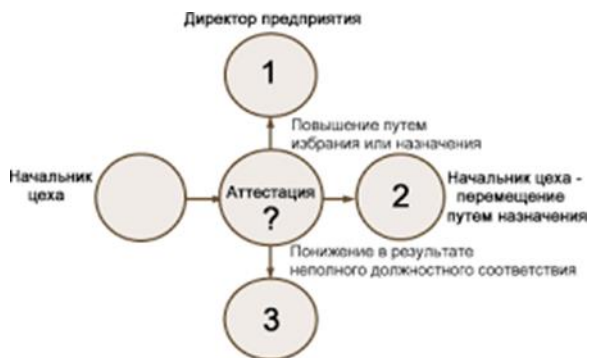 Директор предприятия
1
Повышение путем
избрания или назначения
Начальник
цеха
Аттестация
?
2
Начальник цеха -
перемещение
путем назначения
Понижение в результате
неполного должностного соответствия
3